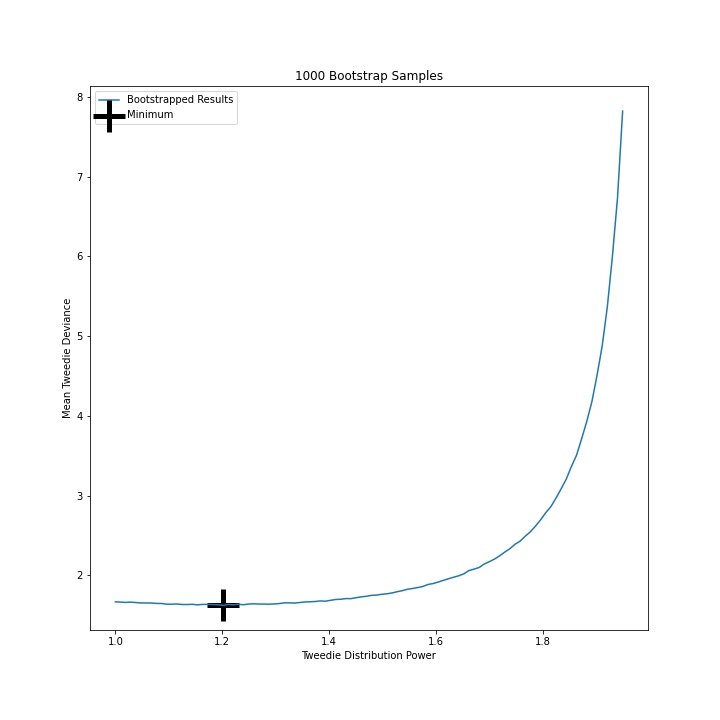 1000 Bootstrap Samples
Bootstrapped Results
Minimum
Mean Tweedie Deviance
8
7
6
5
4
3
2
1.0 1.2 1.4 1.6 1.8
Tweedie Distribution Power